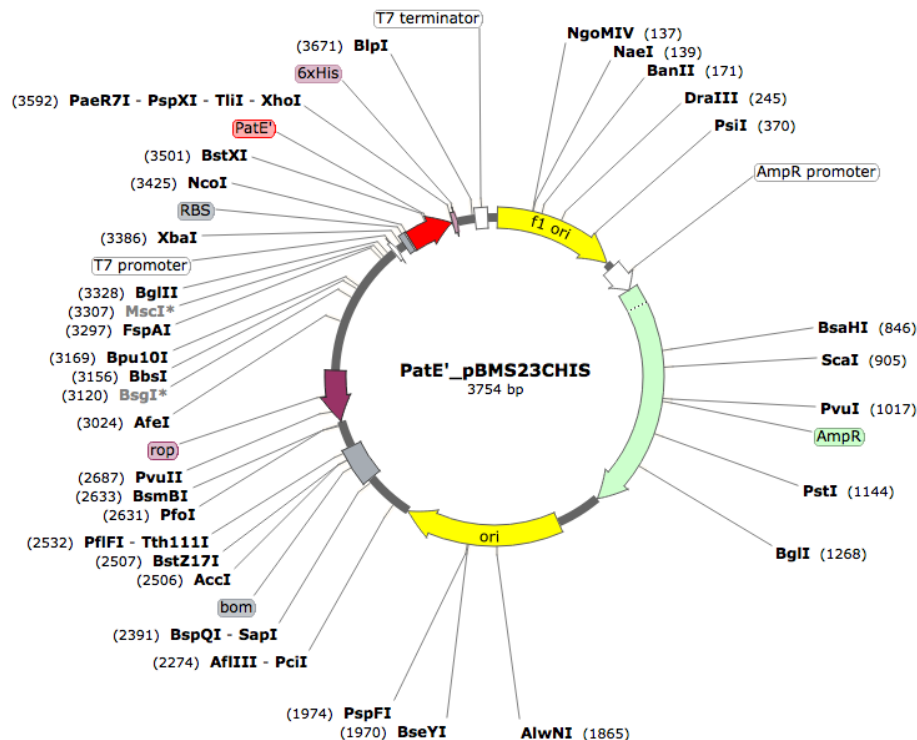 T7 terminator
(3671) BlpI
6xHis
(3592) PaeR7I - PspXI - TliI - XhoI
PatE'
(3501) BstXI
(3425) NcoI
RBS
(3386) XbaI
T7 promoter
(3328) BglII
(3307) MscI*
(3297) FspAI
(3169) Bpu10I
(3156) BbsI
(3120) BsgI*
(3024) AfeI
rop
(2687) PvuII
(2633) BsmBI
(2631) PfoI
(2532) PflFI - Tth111I
(2507) BstZ17I
(2506) AccI
bom
(2391) BspQI - SapI
(2274) AflIII - PciI
(1974) PspFI
(1970) BseYI
NgoMIV (137)
NaeI (139)
BanII (171)
DraIII (245)
PsiI (370)
AmpR promoter
BsaHI (846)
ScaI (905)
PvuI (1017)
AmpR
PstI (1144)
BglI (1268)
AlwNI (1865)
f1 ori
ori
PatE'_pBMS23CHIS
3754 bp